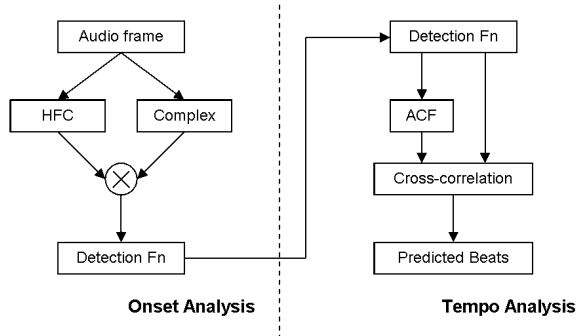 Audio frame
HFC
Complex
Detection Fn
Onset Analysis
Detection Fn
ACF
Cross-correlation
Predicted Beats
Tempo Analysis